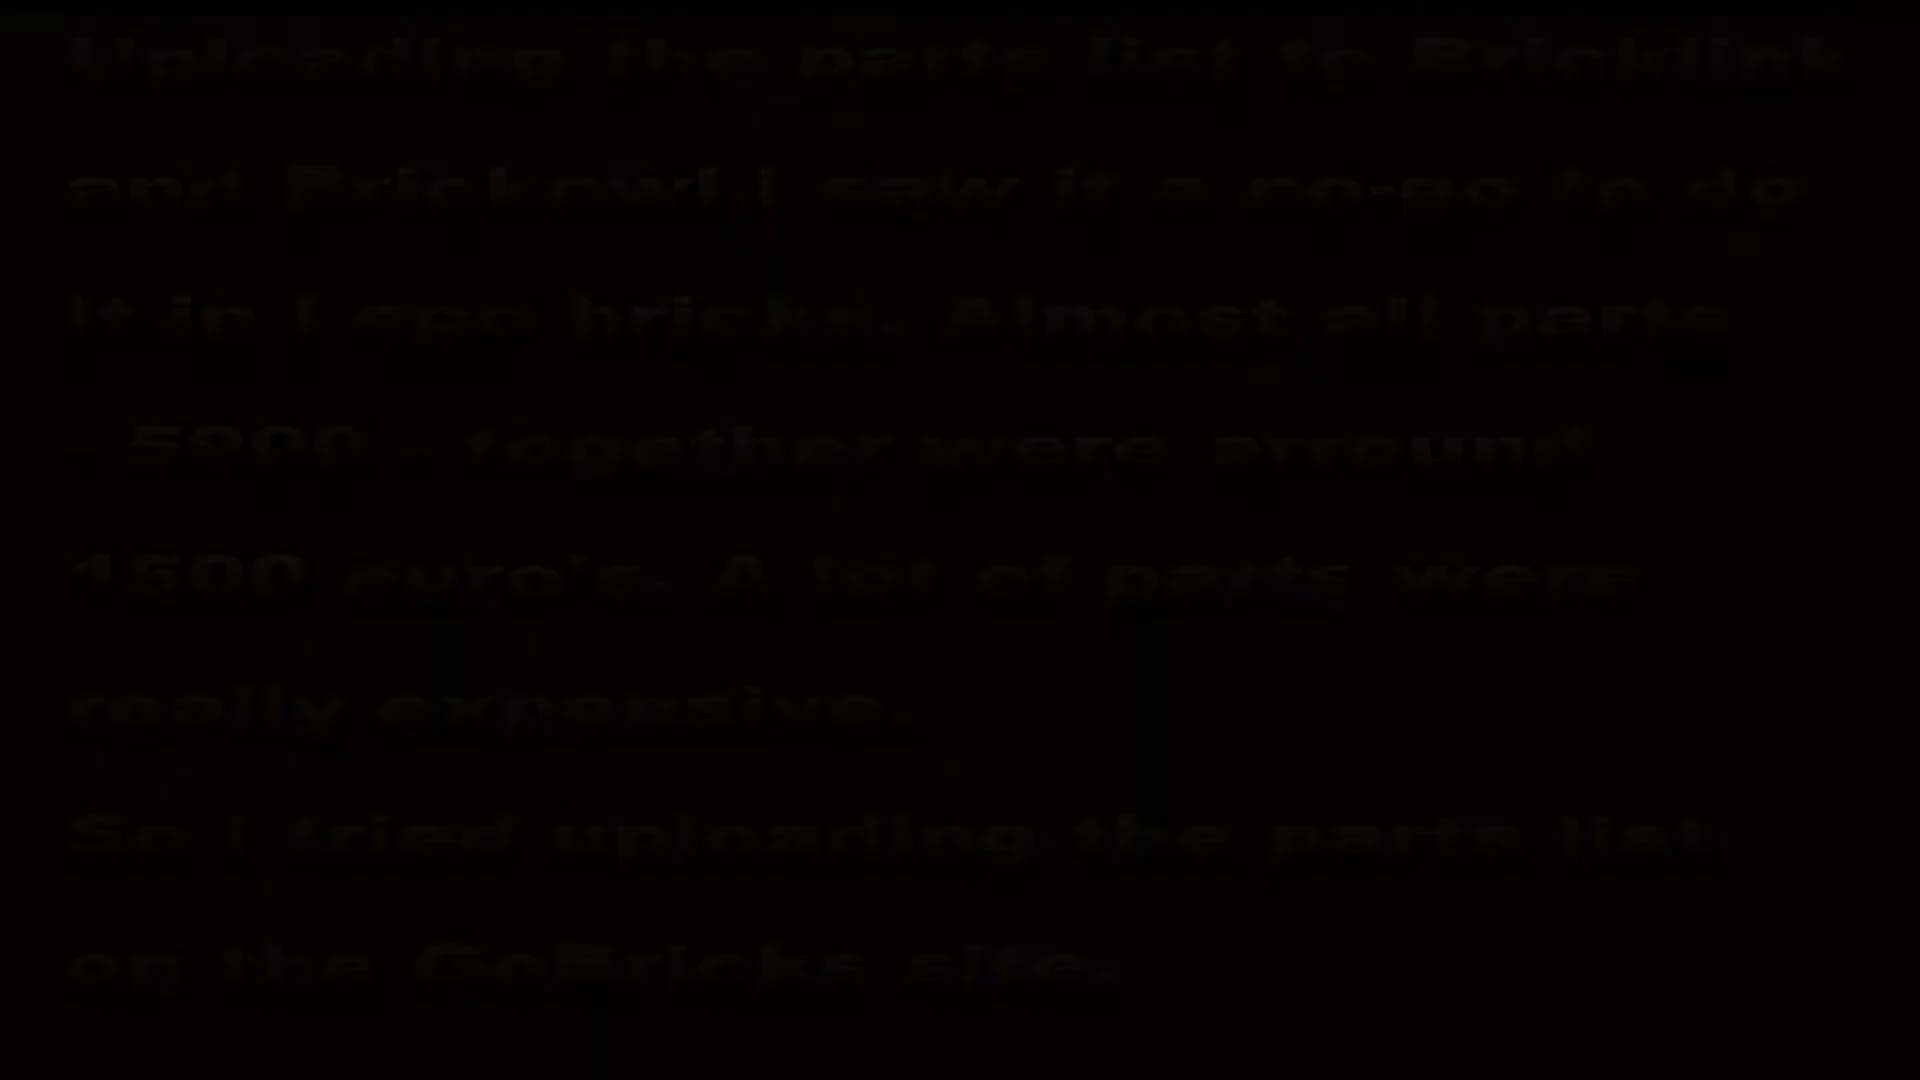 Uploading the parts list to Bricklink
and Brickowl i saw it a no-go to do
it in Lego bricks. Almost all parts
- 5900 - together were arround
1500 euro's. A lot of parts were
really expensive.
So i tried uploading the parts list
on the GoBricks site.